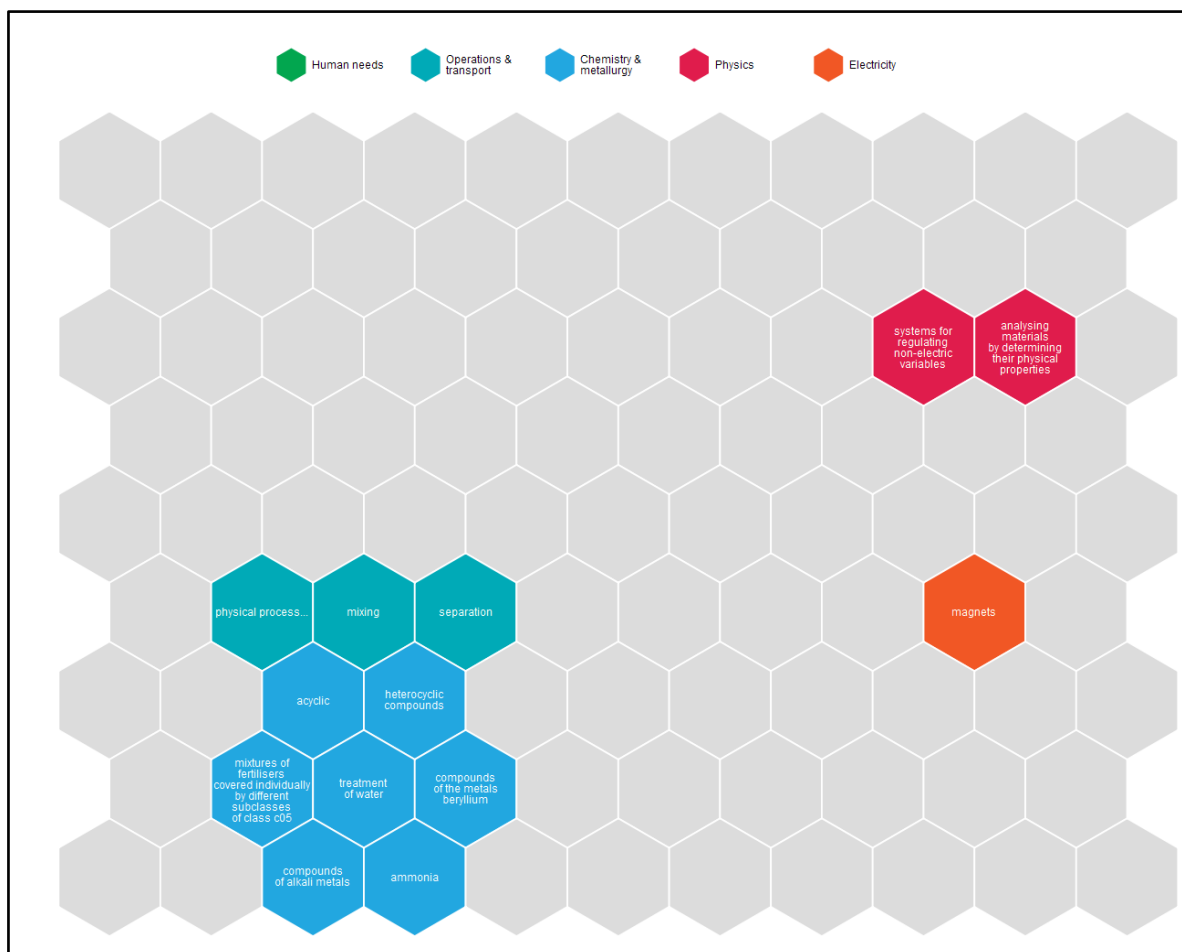 Human needs
Operations &
transport
Chemistry &
metallurgy
Physics
Electricity
systems for
regulating
non-electric
variables
analysing
materials
by determining
their physical
properties
physical process...
mixing
separation
magnets
acyclic
heterocyclic
compounds
mixtures of
fertilisers
covered individually
by different
subclasses
of class c05
treatment
of water
compounds
of the metals
beryllium
compounds
of alkali metals
ammonia